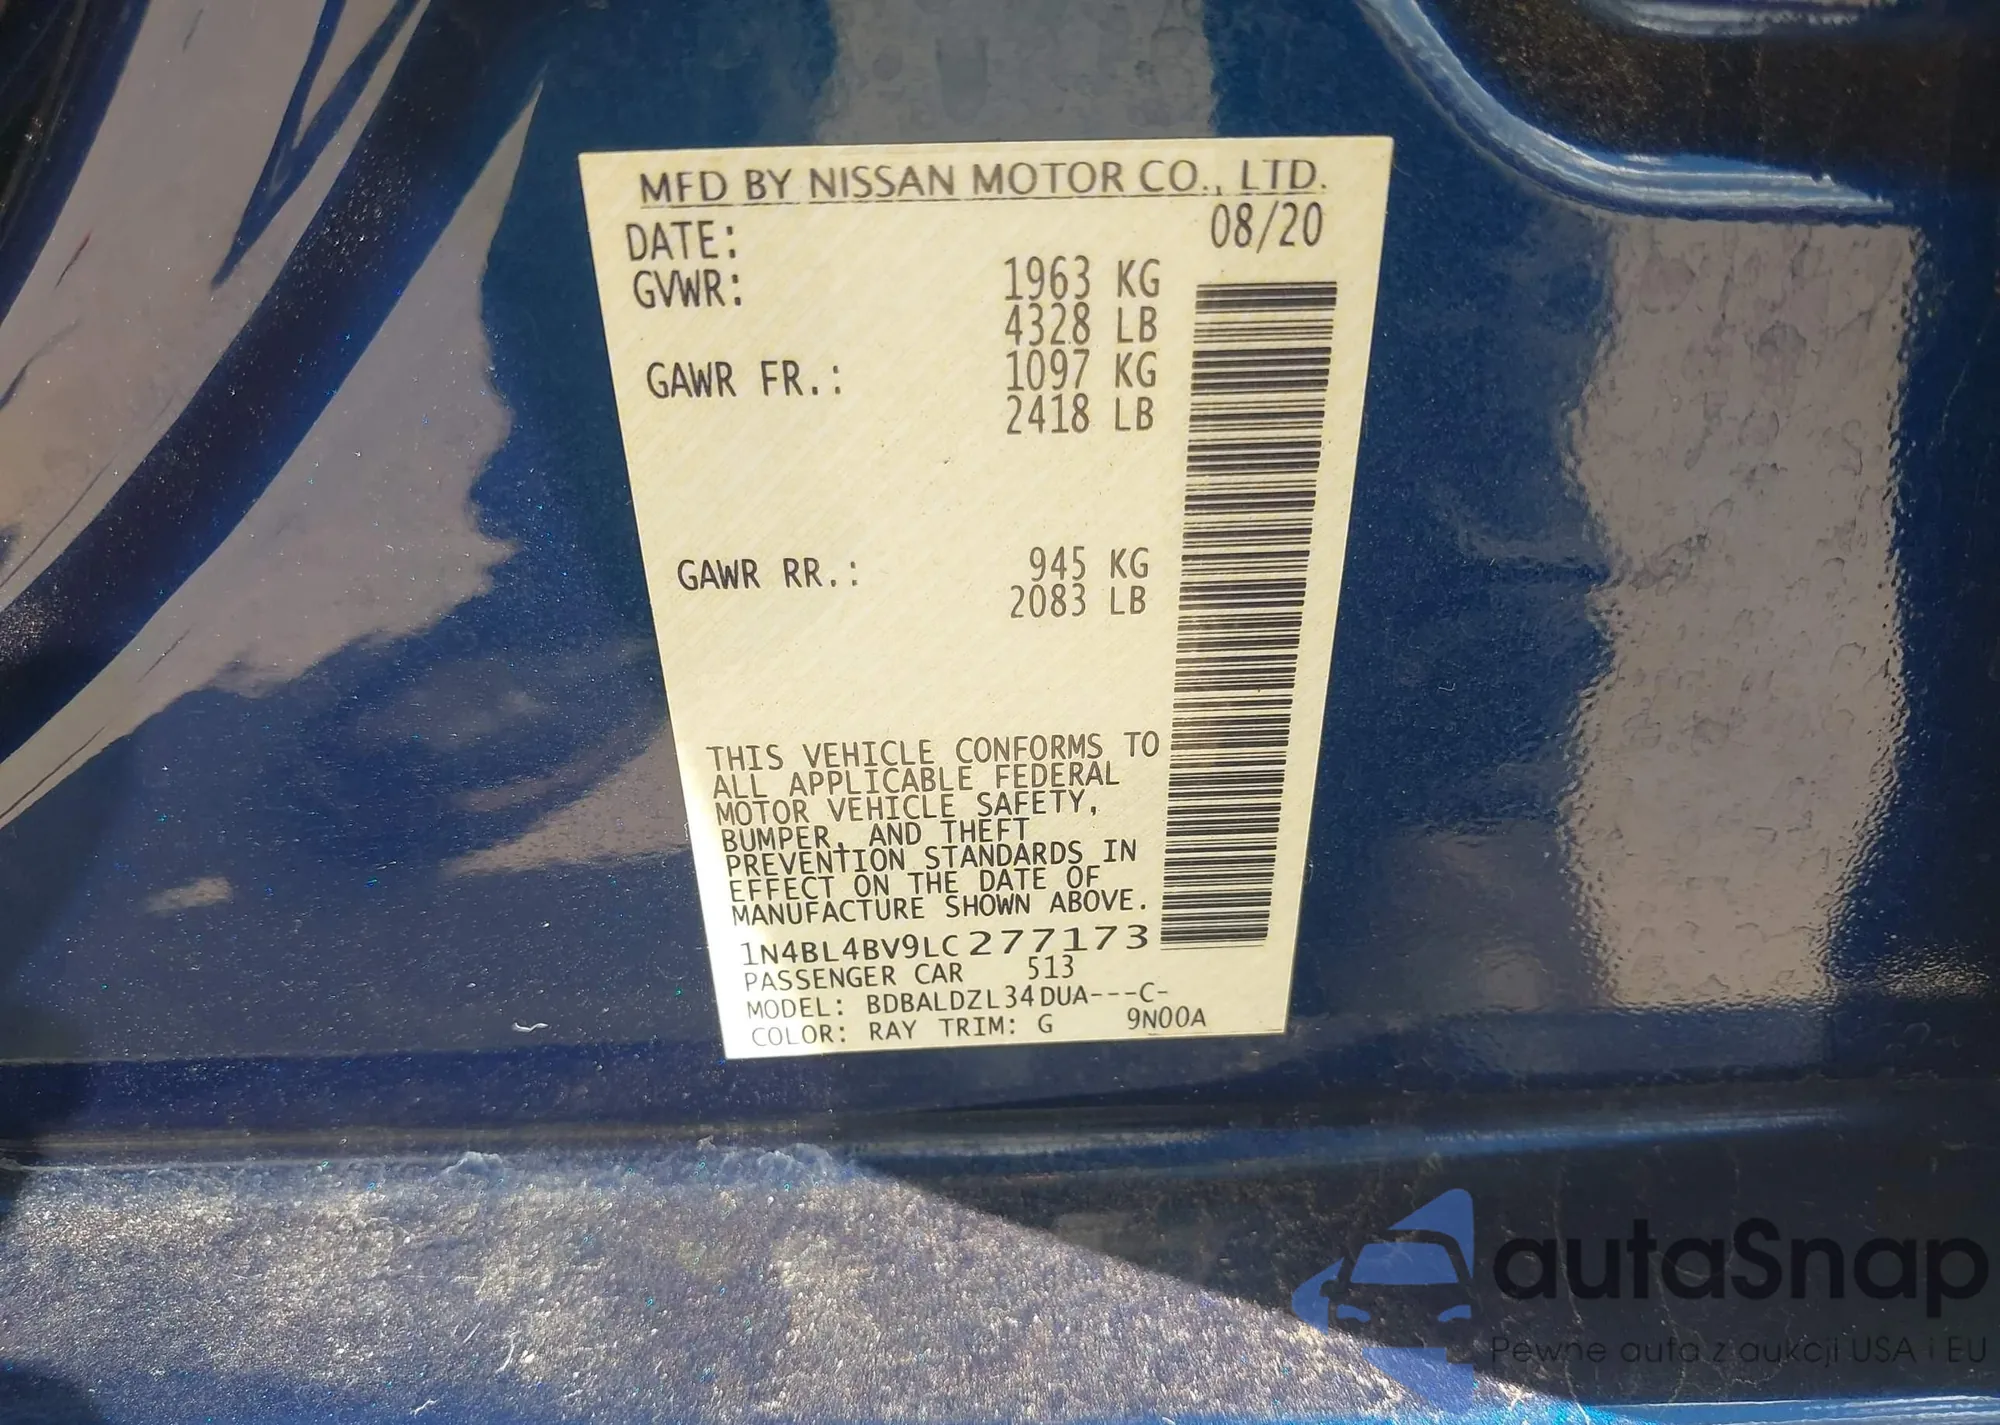 MFD BY NISSAN MOTOR CO., LTD.
DATE: 08/20
GVWR: 1963 KG
4328 LB
GAWR FR.: 1097 KG
2418 LB
GAWR RR.: 945 KG
2083 LB
THIS VEHICLE CONFORMS TO
ALL APPLICABLE FEDERAL
MOTOR VEHICLE SAFETY,
BUMPER, AND THEFT
PREVENTION STANDARDS IN
EFFECT ON THE DATE OF
MANUFACTURE SHOWN ABOVE.
1N4BL4BV9LC277173
PASSENGER CAR 513
MODEL: BDBALDZL34DUA---C-
COLOR: RAY TRIM: G 9N00A
autaSnap
Pewne auta z aukcji USA i EU